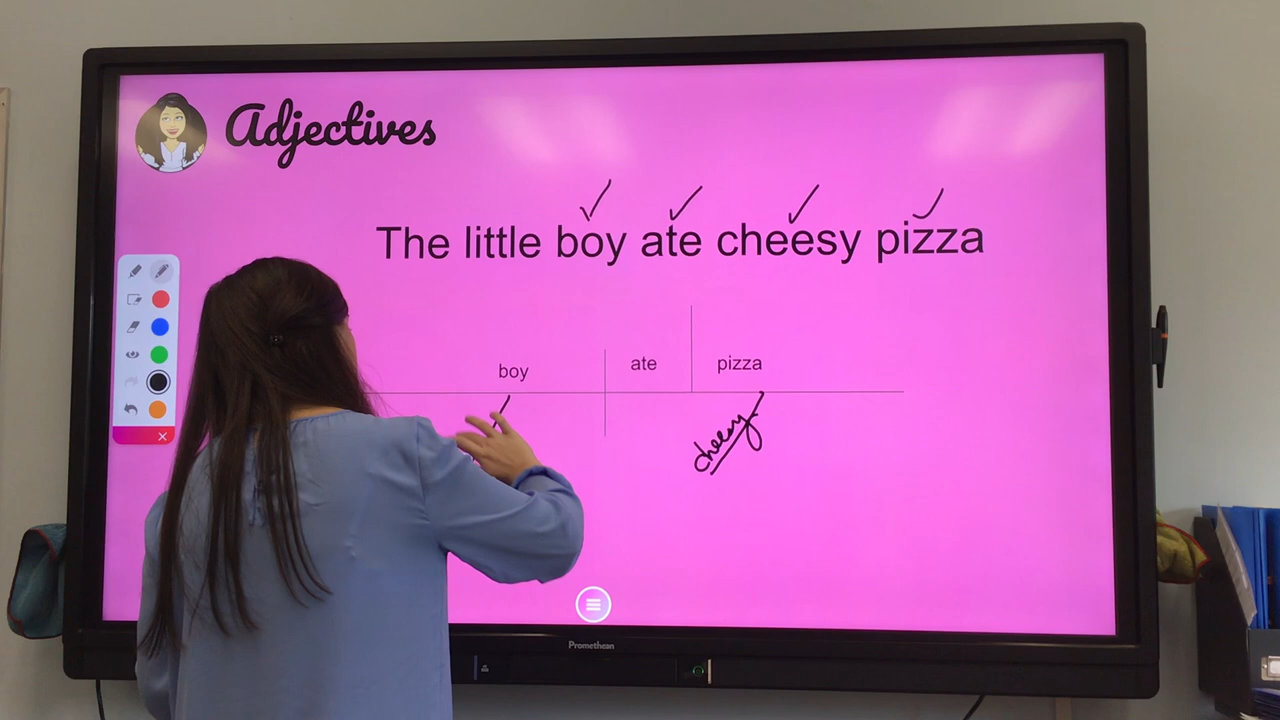 Adjectives
The little boy ate cheesy pizza
boy ate pizza
cheesy
Promethean